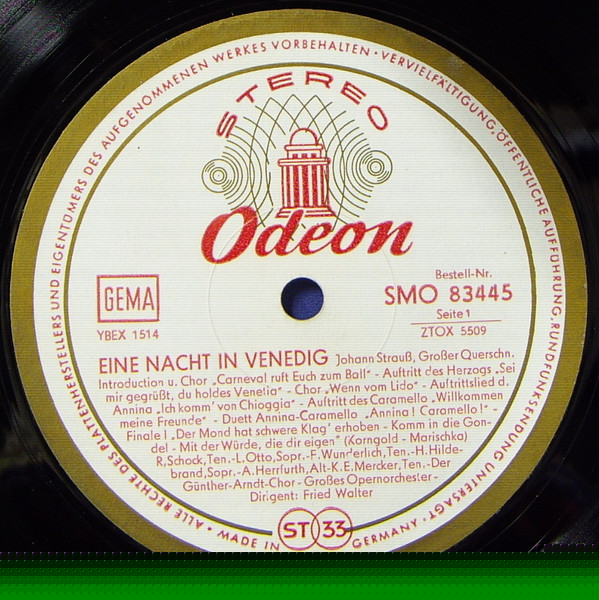 · ALLE RECHTE DES PLATTENHERSTELLERS UND EIGENTÜMERS DES AUFGENOMMENEN WERKES VORBEHALTEN · VERVIELFÄLTIGUNG, ÖFFENTLICHE AUFFÜHRUNG, RUNDFUNKSENDUNG UNTERSAGT ·
STEREO
Odeon
GEMA
YBEX 1514
Bestell-Nr.
SMO 83445
Seite 1
ZTOX 5509
EINE NACHT IN VENEDIG Johann Strauß, Großer Querschn.
Introduction u. Chor „Carneval ruft Euch zum Ball" - Auftritt des Herzogs „Sei
mir gegrüßt, du holdes Venetia" - Chor „Wenn vom Lido" - Auftrittslied d.
Annina „Ich komm' von Chioggia" - Auftritt des Caramello „Willkommen
meine Freunde" - Duett Annina-Caramello „Annina! Caramello!" -
Finale I „Der Mond hat schwere Klag' erhoben - Komm in die Gon-
del - Mit der Würde, die dir eigen" (Korngold - Marischka)
R,Schock,Ten.-L.Otto,Sopr.-F.Wunderlich,Ten.-H.Hilde-
brand,Sopr.-A.Herrfurth,Alt-K.E.Mercker,Ten.-Der
Günther-Arndt-Chor - Großes Opernorchester-
Dirigent: Fried Walter
MADE IN GERMANY
ST 33